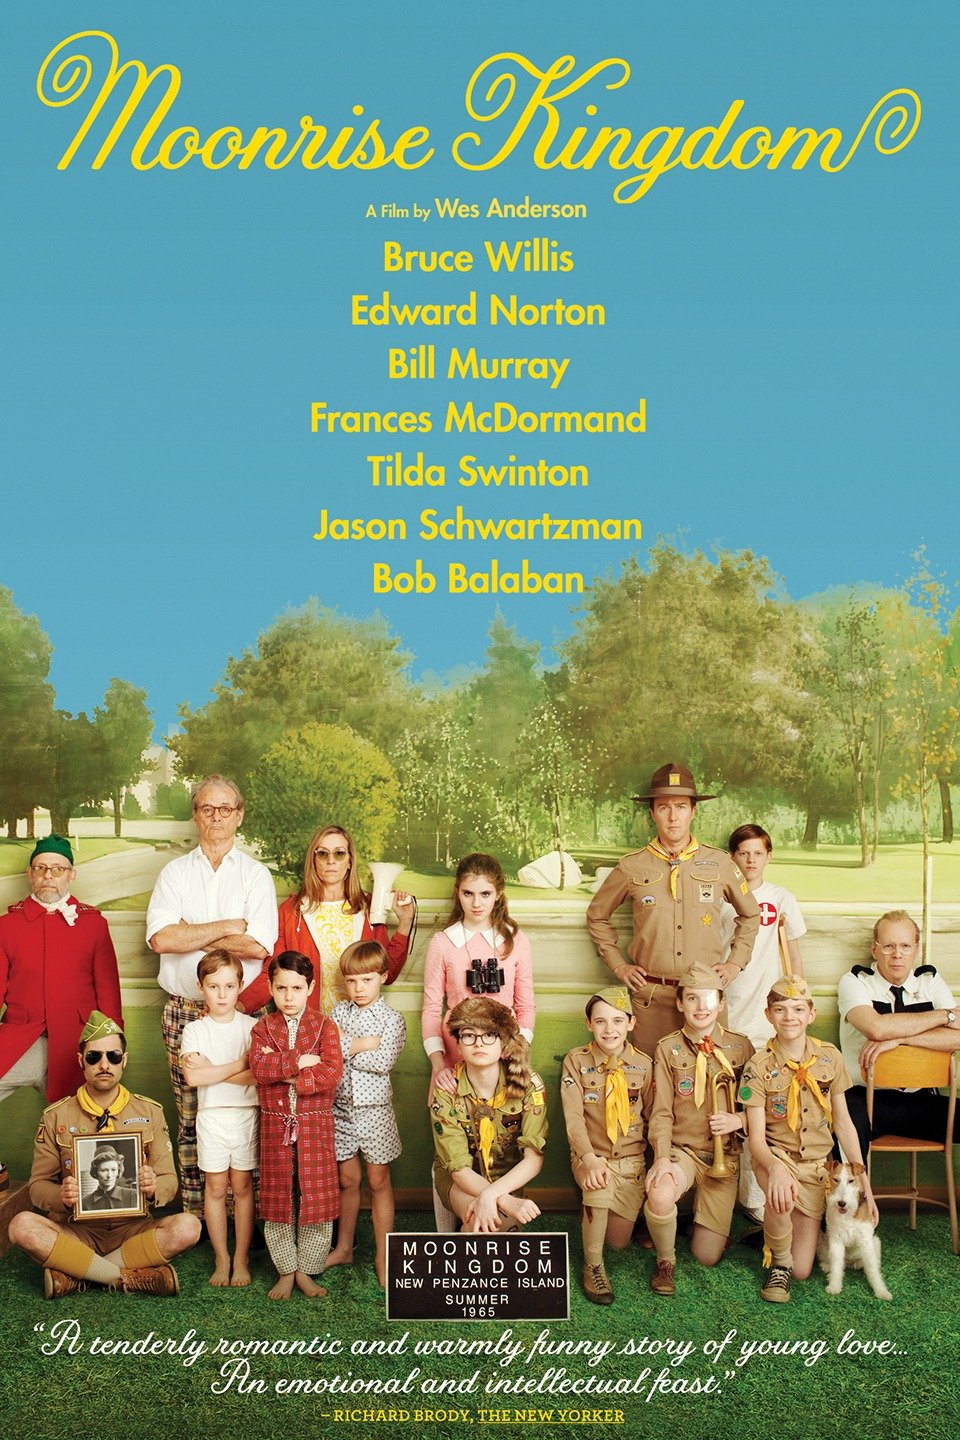 Moonrise Kingdom
A Film by Wes Anderson
Bruce Willis
Edward Norton
Bill Murray
Frances McDormand
Tilda Swinton
Jason Schwartzman
Bob Balaban
MOONRISE
KINGDOM
NEW PENZANCE ISLAND
SUMMER
1965
“A tenderly romantic and warmly funny story of young love...
An emotional and intellectual feast.”
– RICHARD BRODY, THE NEW YORKER